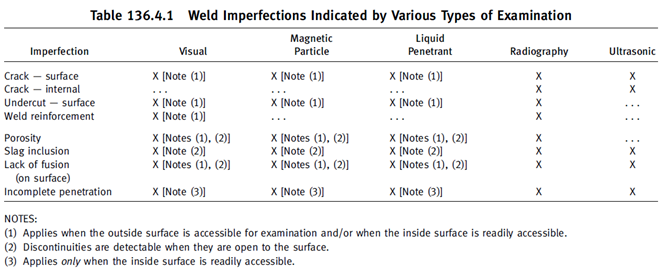 Table 136.4.1 Weld Imperfections Indicated by Various Types of Examination
Imperfection Visual Magnetic Particle Liquid Penetrant Radiography Ultrasonic
Crack — surface X [Note (1)] X [Note (1)] X [Note (1)] X X
Crack — internal . . . . . . . . . X X
Undercut — surface X [Note (1)] X [Note (1)] X [Note (1)] X . . .
Weld reinforcement X [Note (1)] . . . . . . X . . .
Porosity X [Notes (1), (2)] X [Notes (1), (2)] X [Notes (1), (2)] X . . .
Slag inclusion X [Note (2)] X [Note (2)] X [Note (2)] X X
Lack of fusion X [Notes (1), (2)] X [Notes (1), (2)] X [Notes (1), (2)] X X
(on surface)
Incomplete penetration X [Note (3)] X [Note (3)] X [Note (3)] X X
NOTES:
(1) Applies when the outside surface is accessible for examination and/or when the inside surface is readily accessible.
(2) Discontinuities are detectable when they are open to the surface.
(3) Applies only when the inside surface is readily accessible.